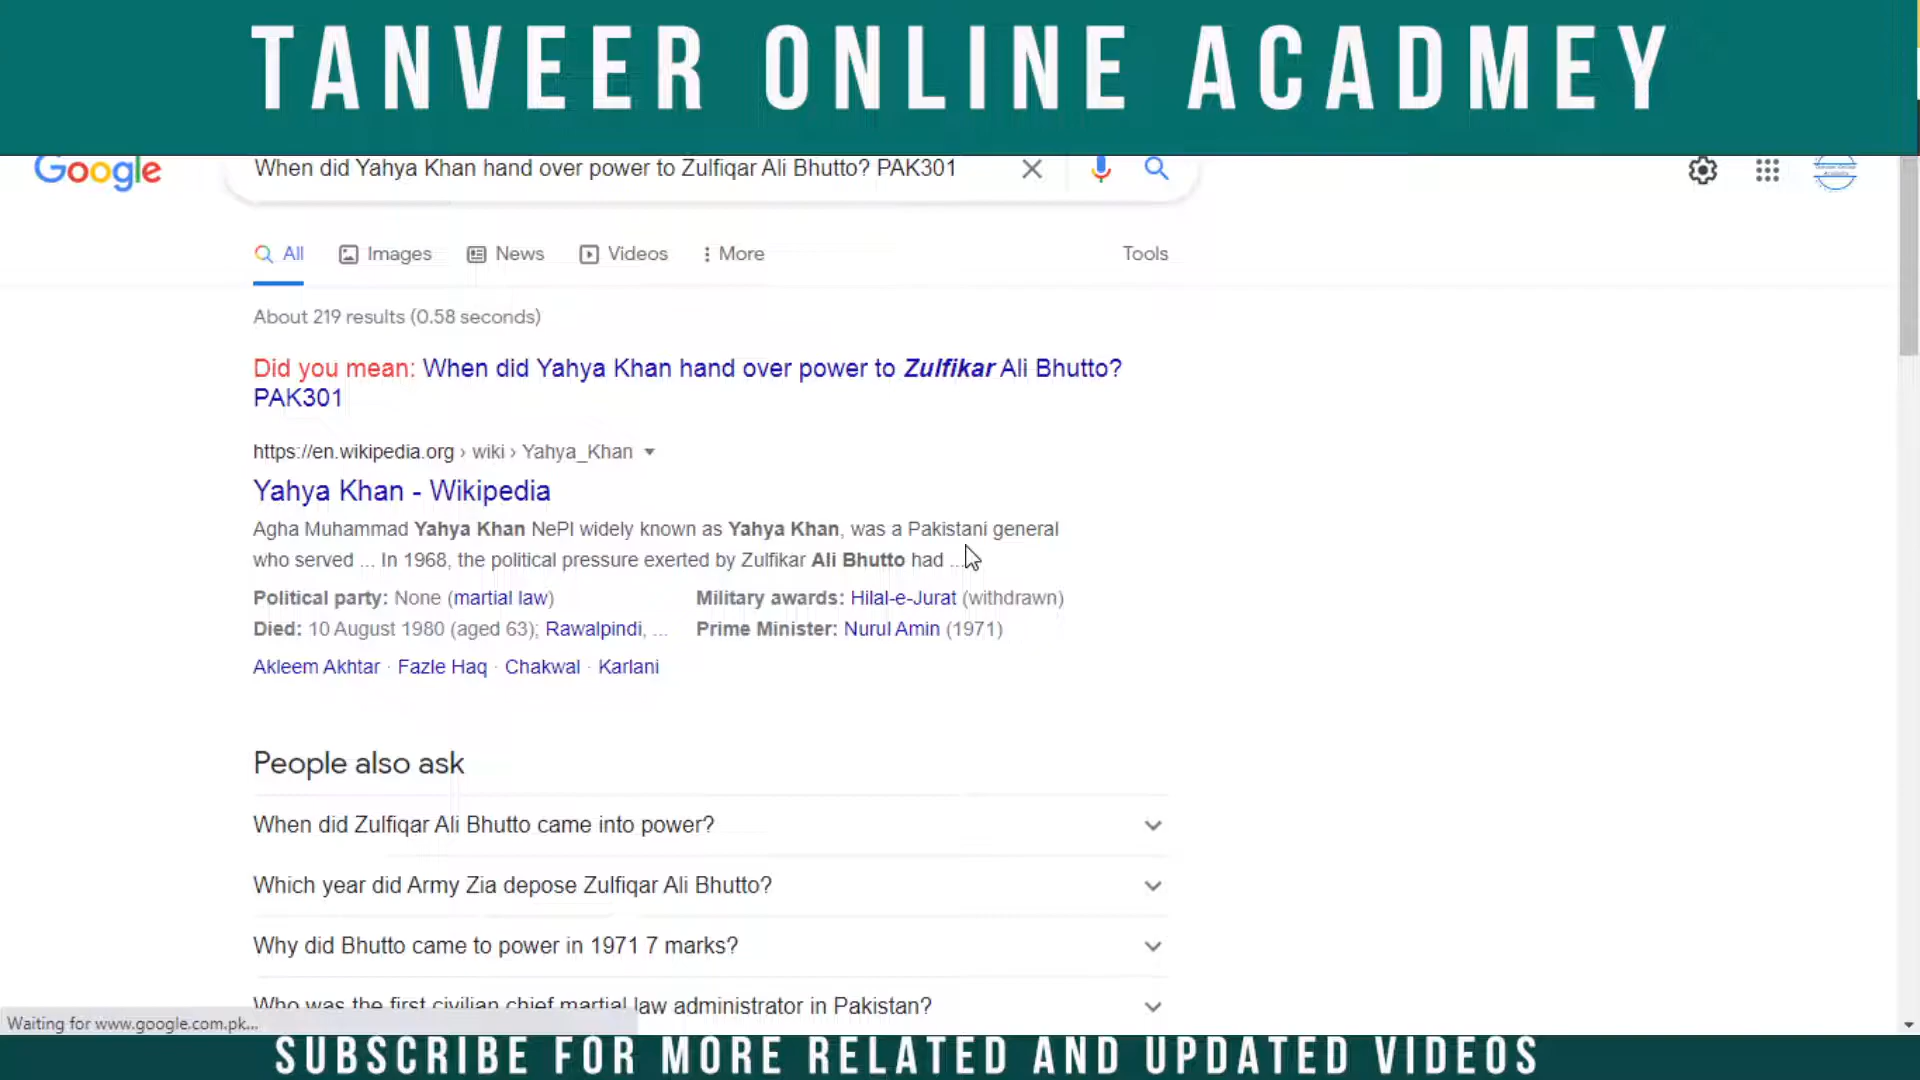 TANVEER ONLINE ACADMEY
Google
When did Yahya Khan hand over power to Zulfiqar Ali Bhutto? PAK301
All
Images
News
Videos
More
Tools
About 219 results (0.58 seconds)
Did you mean: When did Yahya Khan hand over power to Zulfikar Ali Bhutto?
PAK301
https://en.wikipedia.org › wiki › Yahya_Khan
Yahya Khan - Wikipedia
Agha Muhammad Yahya Khan NePl widely known as Yahya Khan, was a Pakistani general
who served ... In 1968, the political pressure exerted by Zulfikar Ali Bhutto had ...
Political party: None (martial law)
Military awards: Hilal-e-Jurat (withdrawn)
Died: 10 August 1980 (aged 63); Rawalpindi, ...
Prime Minister: Nurul Amin (1971)
Akleem Akhtar · Fazle Haq · Chakwal · Karlani
People also ask
When did Zulfiqar Ali Bhutto came into power?
Which year did Army Zia depose Zulfiqar Ali Bhutto?
Why did Bhutto came to power in 1971 7 marks?
Who was the first civilian chief martial law administrator in Pakistan?
Waiting for www.google.com.pk...
SUBSCRIBE FOR MORE RELATED AND UPDATED VIDEOS